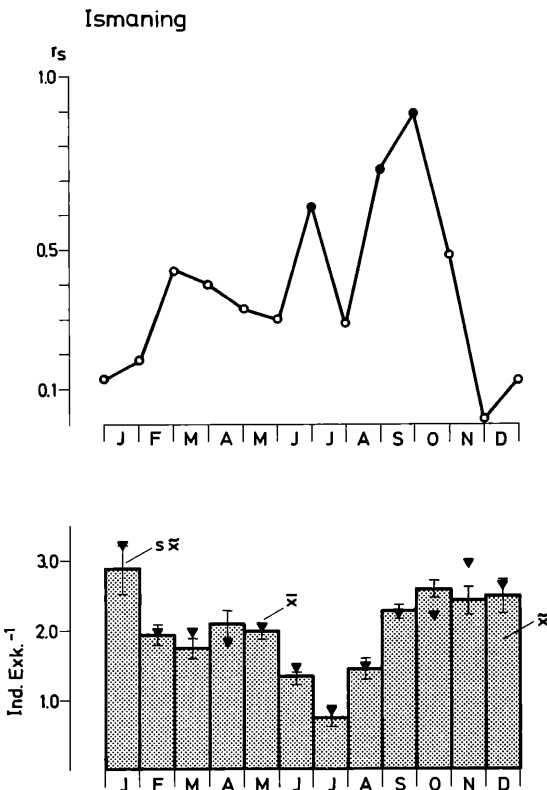 Ismaning
rs
1.0
0.5
0.1
J F M A M J J A S O N D
s x̃
3.0
x̄
2.0
Ind. Exk.⁻¹
1.0
x̃
J F M A M J J A S O N D